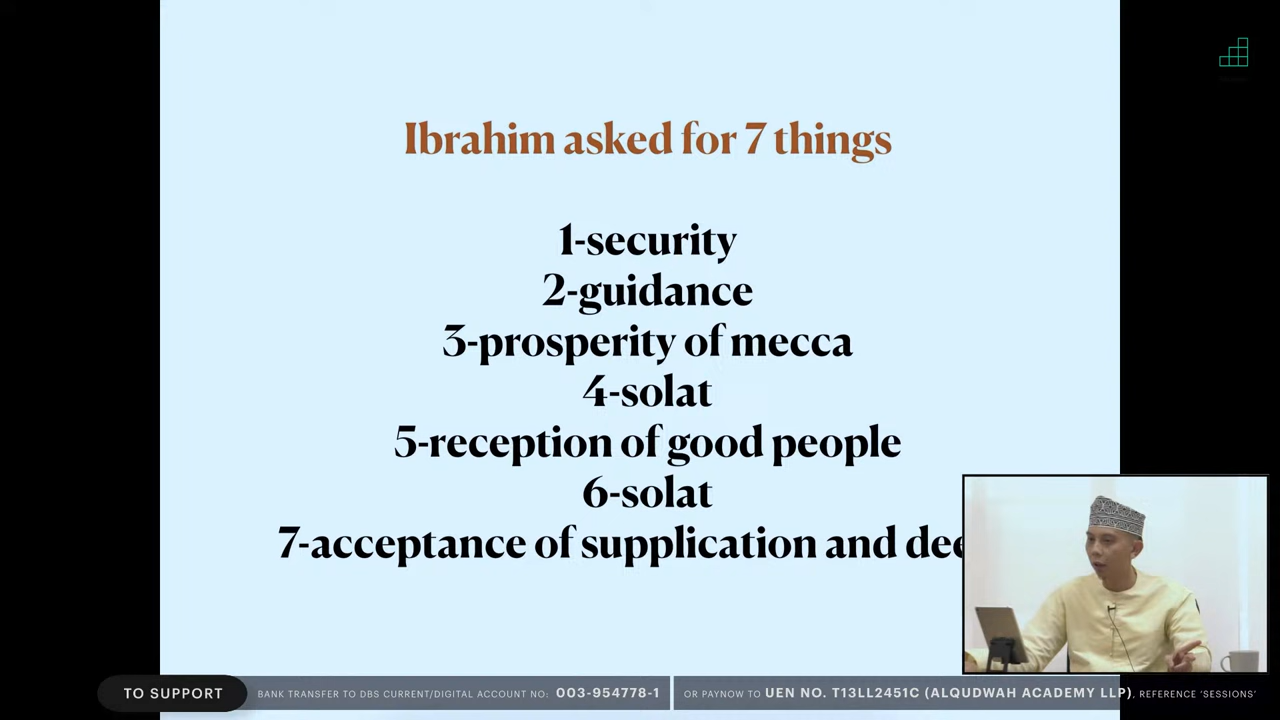 Ibrahim asked for 7 things
1-security
2-guidance
3-prosperity of mecca
4-solat
5-reception of good people
6-solat
7-acceptance of supplication and
TO SUPPORT
BANK TRANSFER TO DBS CURRENT/DIGITAL ACCOUNT NO: 003-954778-1
OR PAYNOW TO UEN NO. T13LL2451C (ALQUDWAH ACADEMY LLP), REFERENCE ‘SESSIONS’